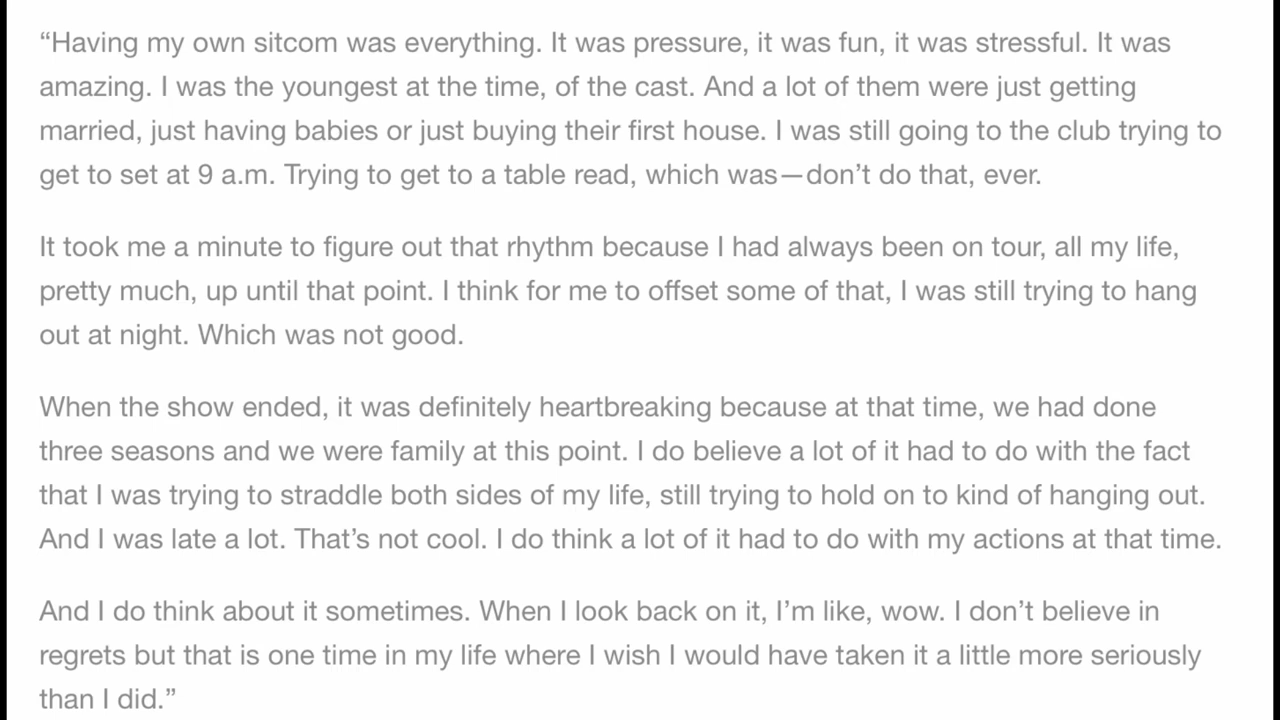 “Having my own sitcom was everything. It was pressure, it was fun, it was stressful. It was
amazing. I was the youngest at the time, of the cast. And a lot of them were just getting
married, just having babies or just buying their first house. I was still going to the club trying to
get to set at 9 a.m. Trying to get to a table read, which was—don’t do that, ever.
It took me a minute to figure out that rhythm because I had always been on tour, all my life,
pretty much, up until that point. I think for me to offset some of that, I was still trying to hang
out at night. Which was not good.
When the show ended, it was definitely heartbreaking because at that time, we had done
three seasons and we were family at this point. I do believe a lot of it had to do with the fact
that I was trying to straddle both sides of my life, still trying to hold on to kind of hanging out.
And I was late a lot. That’s not cool. I do think a lot of it had to do with my actions at that time.
And I do think about it sometimes. When I look back on it, I’m like, wow. I don’t believe in
regrets but that is one time in my life where I wish I would have taken it a little more seriously
than I did.”